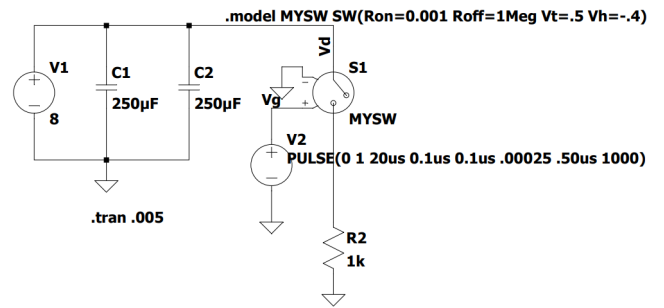 .model MYSW SW(Ron=0.001 Roff=1Meg Vt=.5 Vh=-.4)
V1
8
C1
250µF
C2
250µF
Vd
S1
MYSW
Vg
V2
PULSE(0 1 20us 0.1us 0.1us .00025 .50us 1000)
.tran .005
R2
1k